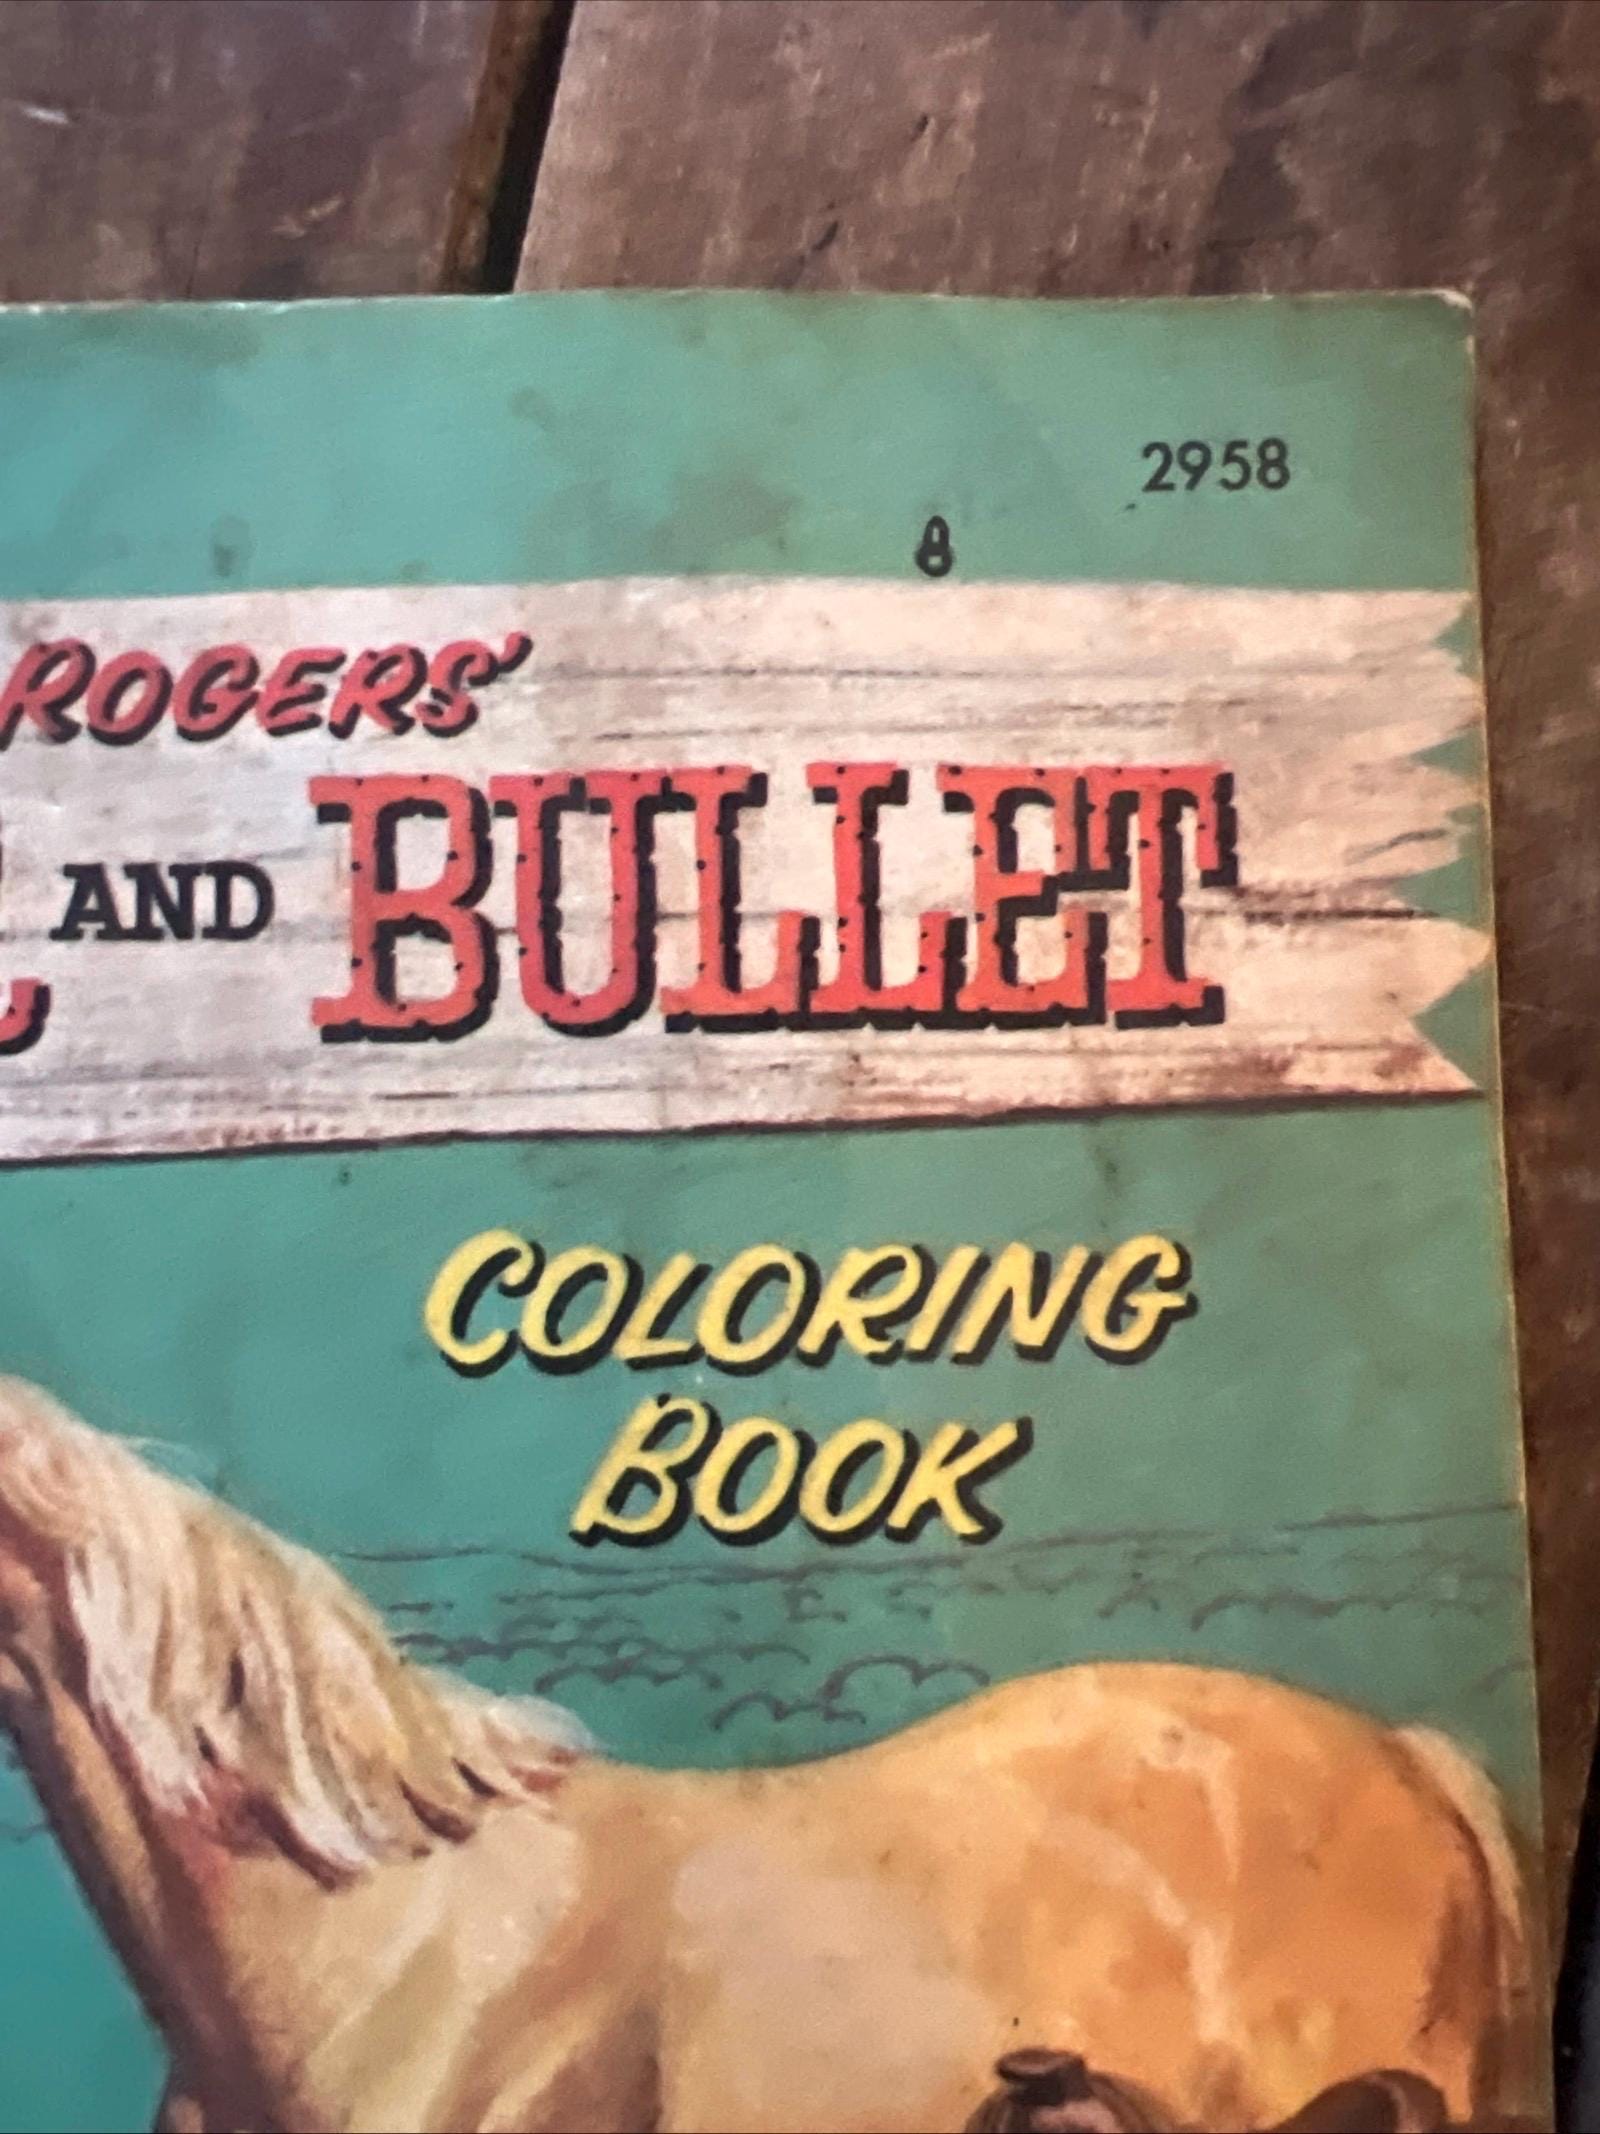 2958
8
ROGERS'
AND BULLET
COLORING
BOOK